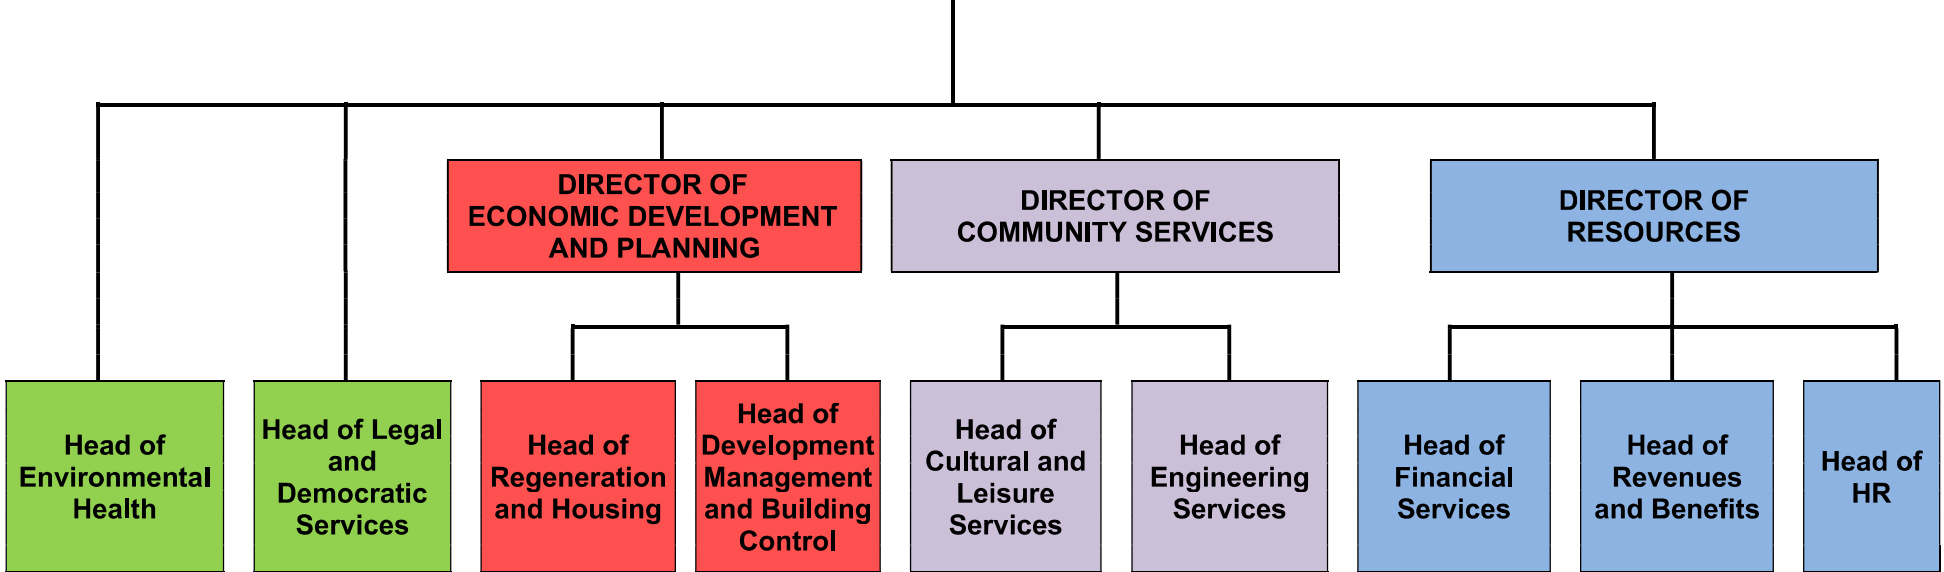 DIRECTOR OF
ECONOMIC DEVELOPMENT
AND PLANNING
DIRECTOR OF
COMMUNITY SERVICES
DIRECTOR OF
RESOURCES
Head of
Environmental
Health
Head of Legal
and
Democratic
Services
Head of
Regeneration
and Housing
Head of
Development
Management
and Building
Control
Head of
Cultural and
Leisure
Services
Head of
Engineering
Services
Head of
Financial
Services
Head of
Revenues
and Benefits
Head of
HR